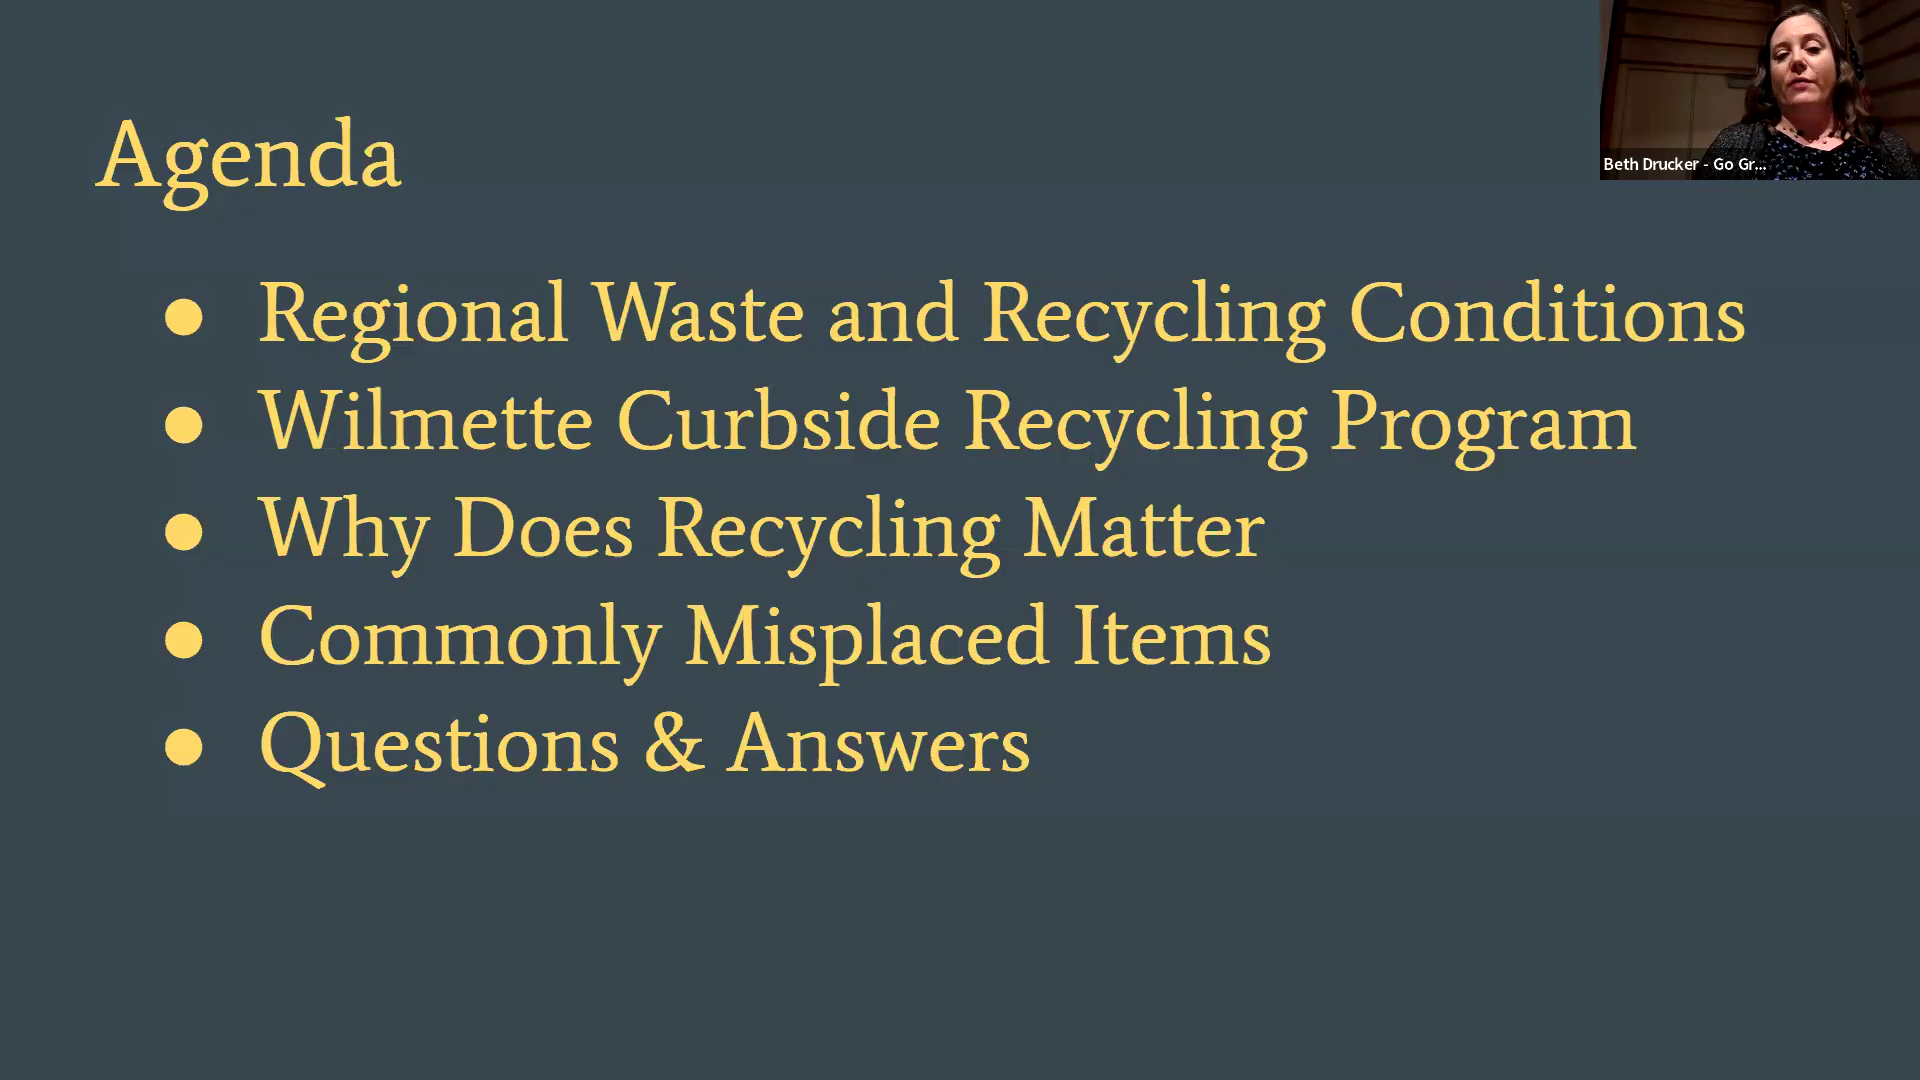 Beth Drucker - Go Gr...
Agenda
● Regional Waste and Recycling Conditions
● Wilmette Curbside Recycling Program
● Why Does Recycling Matter
● Commonly Misplaced Items
● Questions & Answers